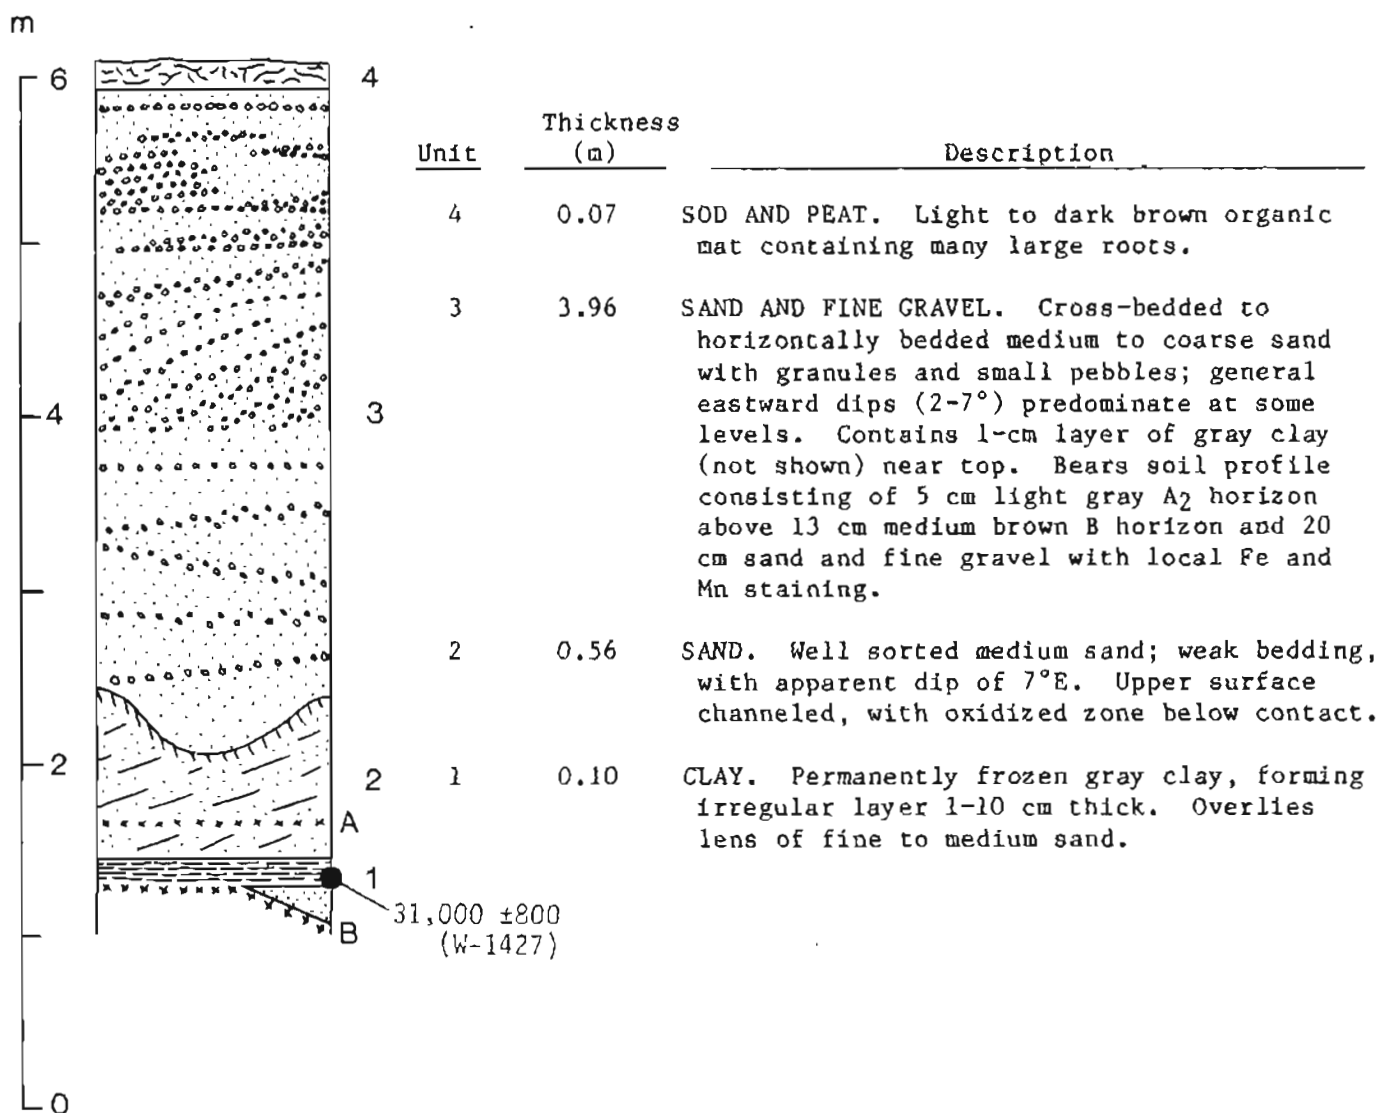 m
6
4
2
0
4
3
2
A
1
B
31,000 ±800
(W-1427)
Thickness
Unit (m) Description
4 0.07 SOD AND PEAT. Light to dark brown organic
mat containing many large roots.
3 3.96 SAND AND FINE GRAVEL. Cross-bedded to
horizontally bedded medium to coarse sand
with granules and small pebbles; general
eastward dips (2-7°) predominate at some
levels. Contains 1-cm layer of gray clay
(not shown) near top. Bears soil profile
consisting of 5 cm light gray A2 horizon
above 13 cm medium brown B horizon and 20
cm sand and fine gravel with local Fe and
Mn staining.
2 0.56 SAND. Well sorted medium sand; weak bedding,
with apparent dip of 7°E. Upper surface
channeled, with oxidized zone below contact.
1 0.10 CLAY. Permanently frozen gray clay, forming
irregular layer 1-10 cm thick. Overlies
lens of fine to medium sand.